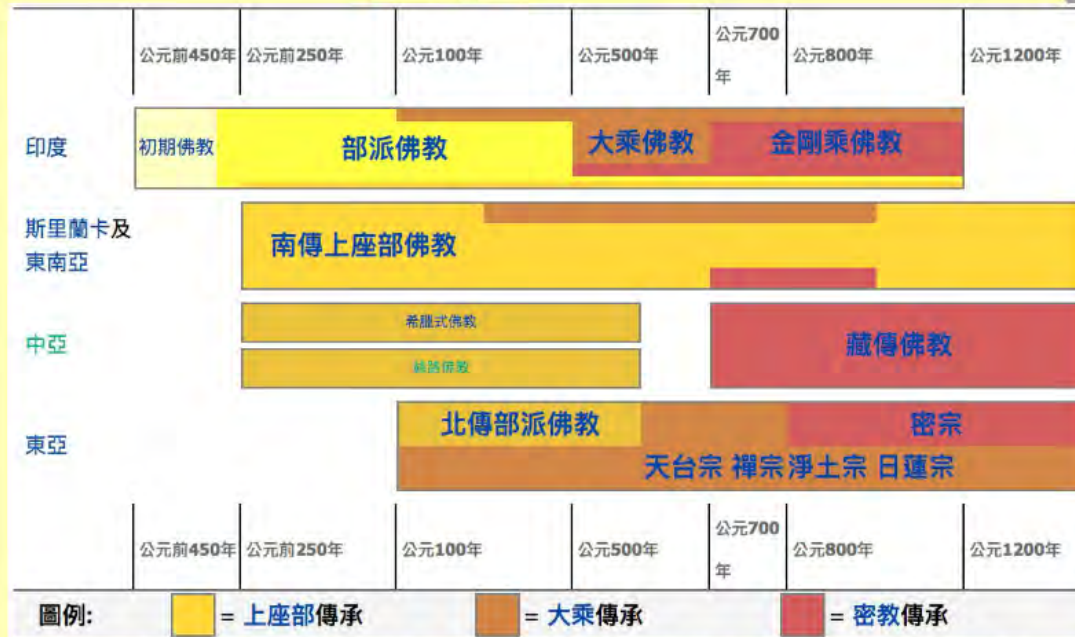 公元前450年 公元前250年 公元100年 公元500年 公元700年 公元800年 公元1200年
印度 初期佛教 部派佛教 大乘佛教 金剛乘佛教
斯里蘭卡及
東南亞
南傳上座部佛教
希臘式佛教
中亞
絲路佛教
藏傳佛教
北傳部派佛教 密宗
東亞
天台宗 禪宗 淨土宗 日蓮宗
公元前450年 公元前250年 公元100年 公元500年 公元700年 公元800年 公元1200年
圖例: = 上座部傳承 = 大乘傳承 = 密教傳承